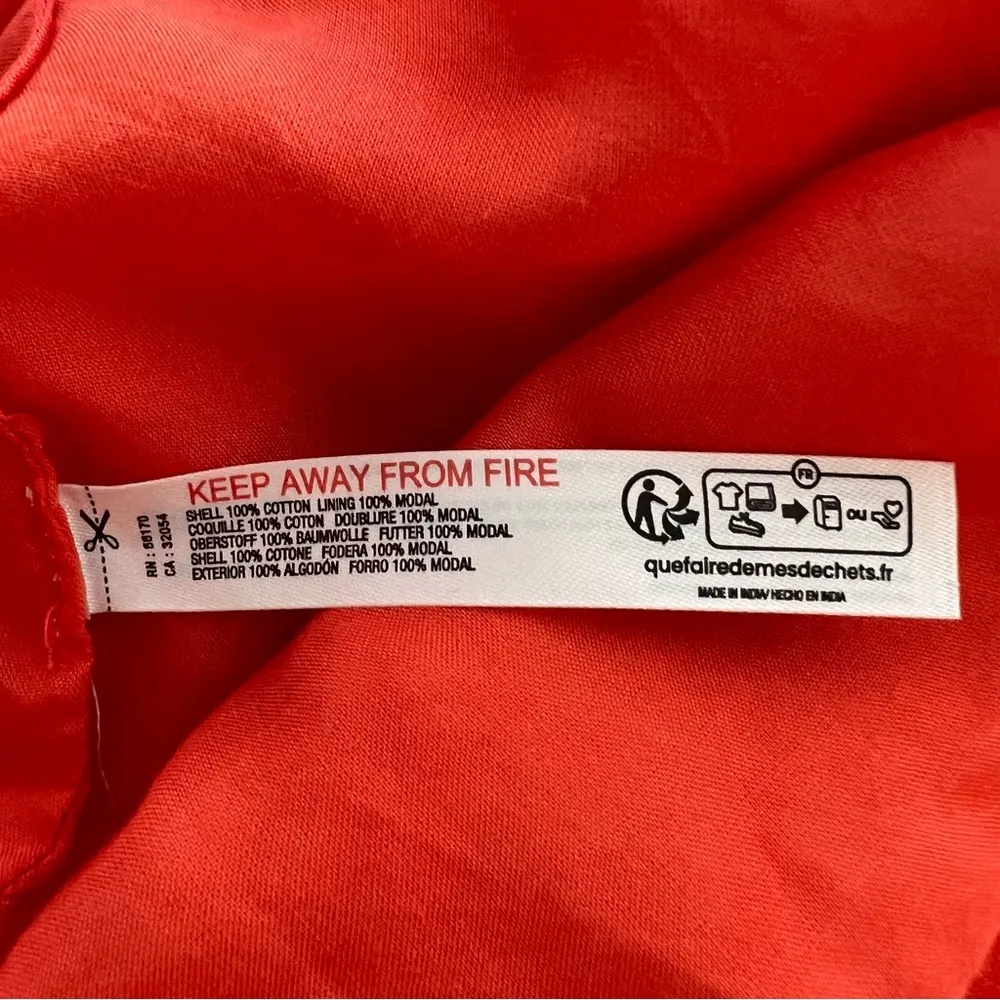 RN : 66170
CA : 32054
KEEP AWAY FROM FIRE
SHELL 100% COTTON LINING 100% MODAL
COQUILLE 100% COTON DOUBLURE 100% MODAL
OBERSTOFF 100% BAUMWOLLE FUTTER 100% MODAL
SHELL 100% COTONE FODERA 100% MODAL
EXTERIOR 100% ALGODÓN FORRO 100% MODAL
FR
OU
quefairedemesdechets.fr
MADE IN INDIA/ HECHO EN INDIA